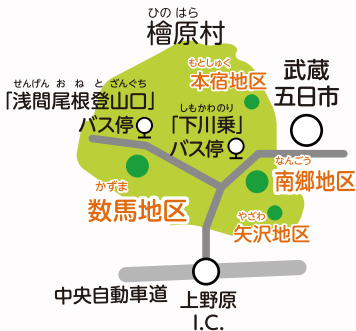 ひの はら
檜原村
もとしゅく
本宿地区
武蔵
五日市
せんげん お ね と ざんぐち
「浅間尾根登山口」
バス停
しもかわのり
「下川乗」
バス停
なんごう
南郷地区
かずま
数馬地区
やざわ
矢沢地区
中央自動車道
上野原
I.C.